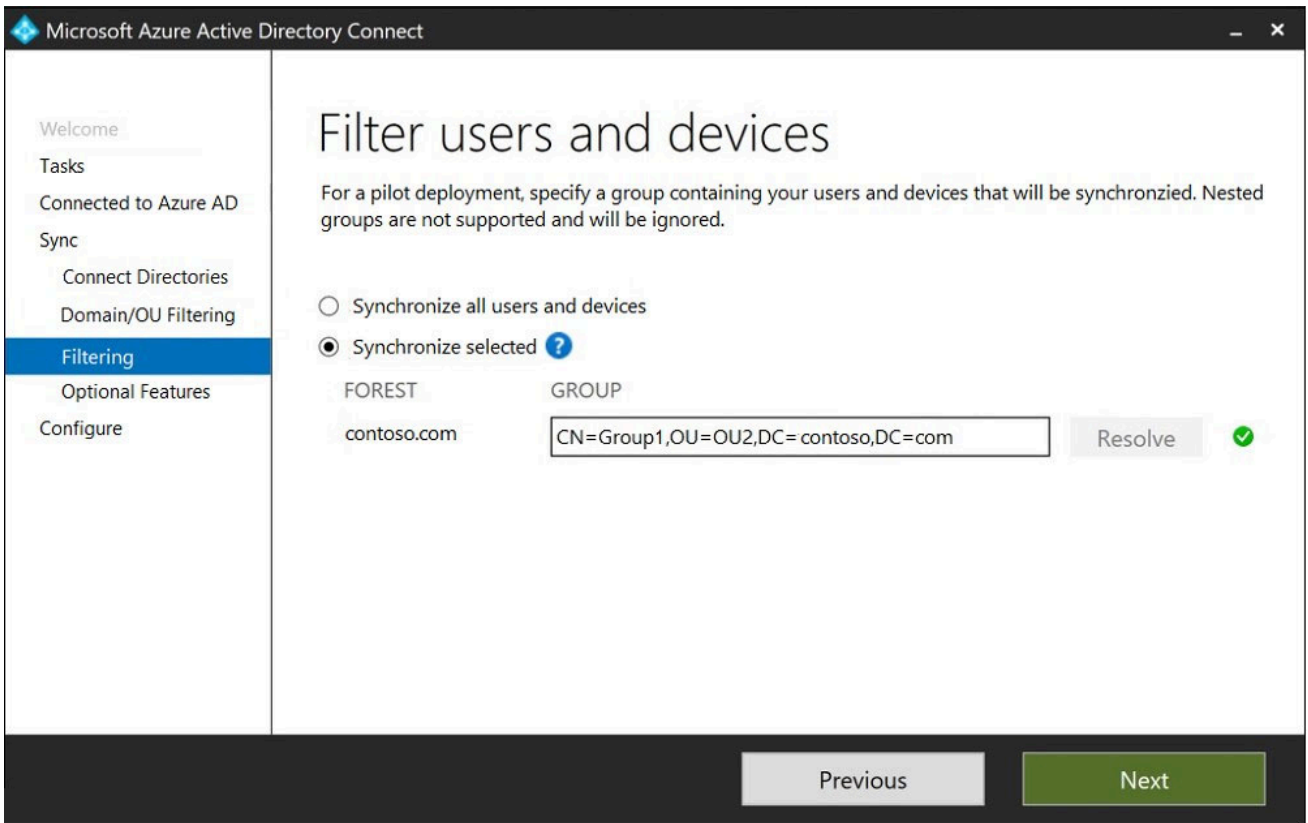 Microsoft Azure Active Directory Connect
Welcome
Tasks
Connected to Azure AD
Sync
Connect Directories
Domain/OU Filtering
Filtering
Optional Features
Configure
Filter users and devices
For a pilot deployment, specify a group containing your users and devices that will be synchronzied. Nested
groups are not supported and will be ignored.
Synchronize all users and devices
Synchronize selected ?
FOREST GROUP
contoso.com CN=Group1,OU=OU2,DC= contoso,DC=com Resolve
Previous Next